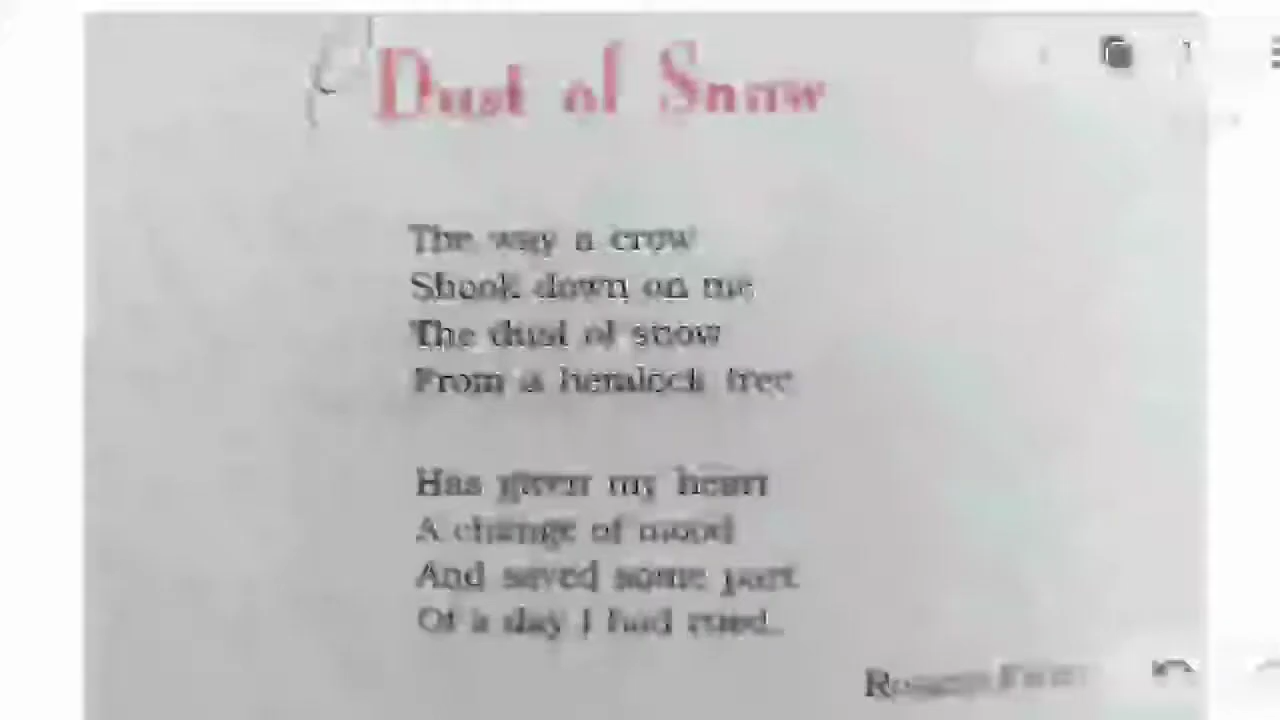 Dust of Snow
The way a crow
Shook down on me
The dust of snow
From a hemlock tree
Has given my heart
A change of mood
And saved some part
Of a day I had rued.